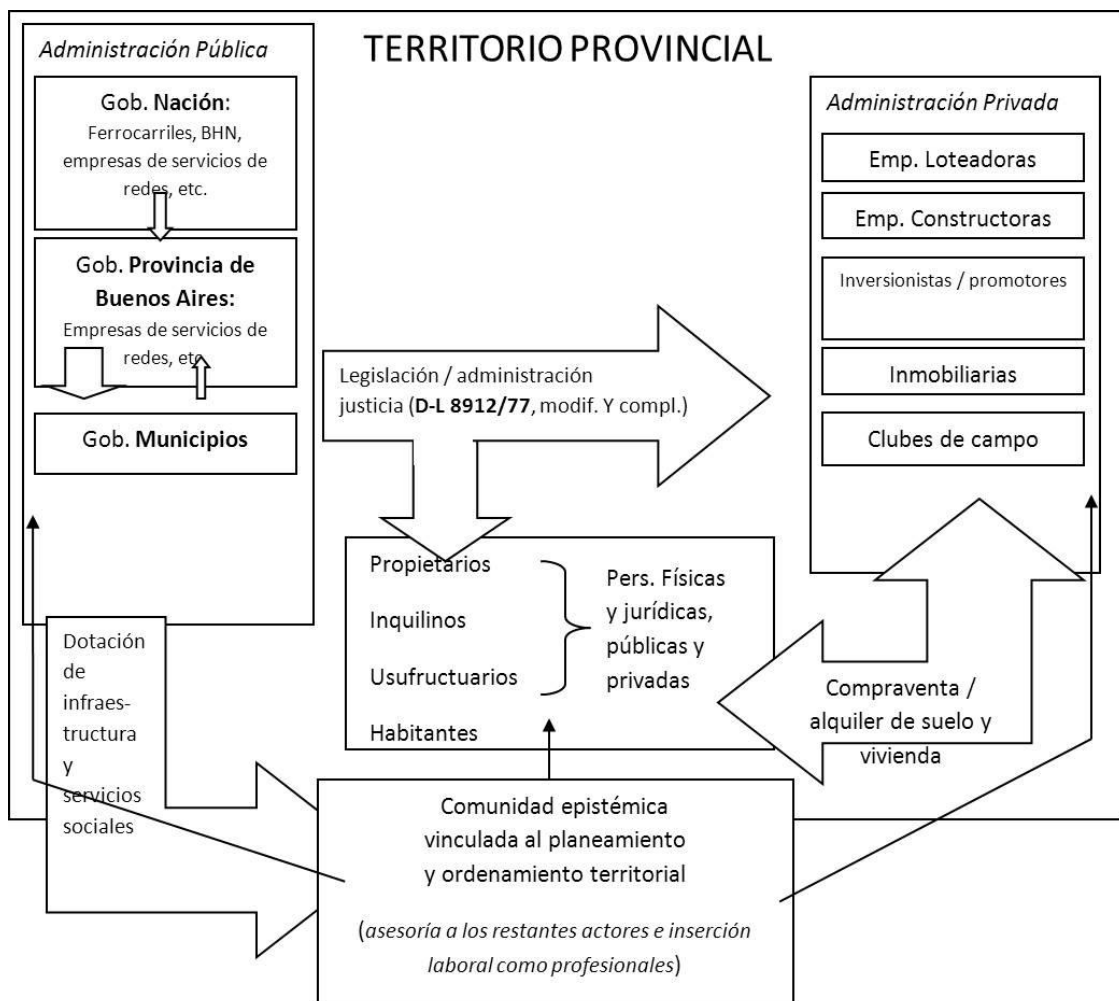 TERRITORIO PROVINCIAL
Administración Pública
Gob. Nación:
Ferrocarriles, BHN,
empresas de servicios de
redes, etc.
Gob. Provincia de
Buenos Aires:
Empresas de servicios de
redes, etc
Gob. Municipios
Legislación / administración
justicia (D-L 8912/77, modif. Y compl.)
Administración Privada
Emp. Loteadoras
Emp. Constructoras
Inversionistas / promotores
Inmobiliarias
Clubes de campo
Propietarios
Inquilinos
Usufructuarios
Habitantes
Pers. Físicas
y jurídicas,
públicas y
privadas
Compraventa /
alquiler de suelo y
vivienda
Dotación
de
infraes-
tructura
y
servicios
sociales
Comunidad epistémica
vinculada al planeamiento
y ordenamiento territorial
(asesoría a los restantes actores e inserción
laboral como profesionales)